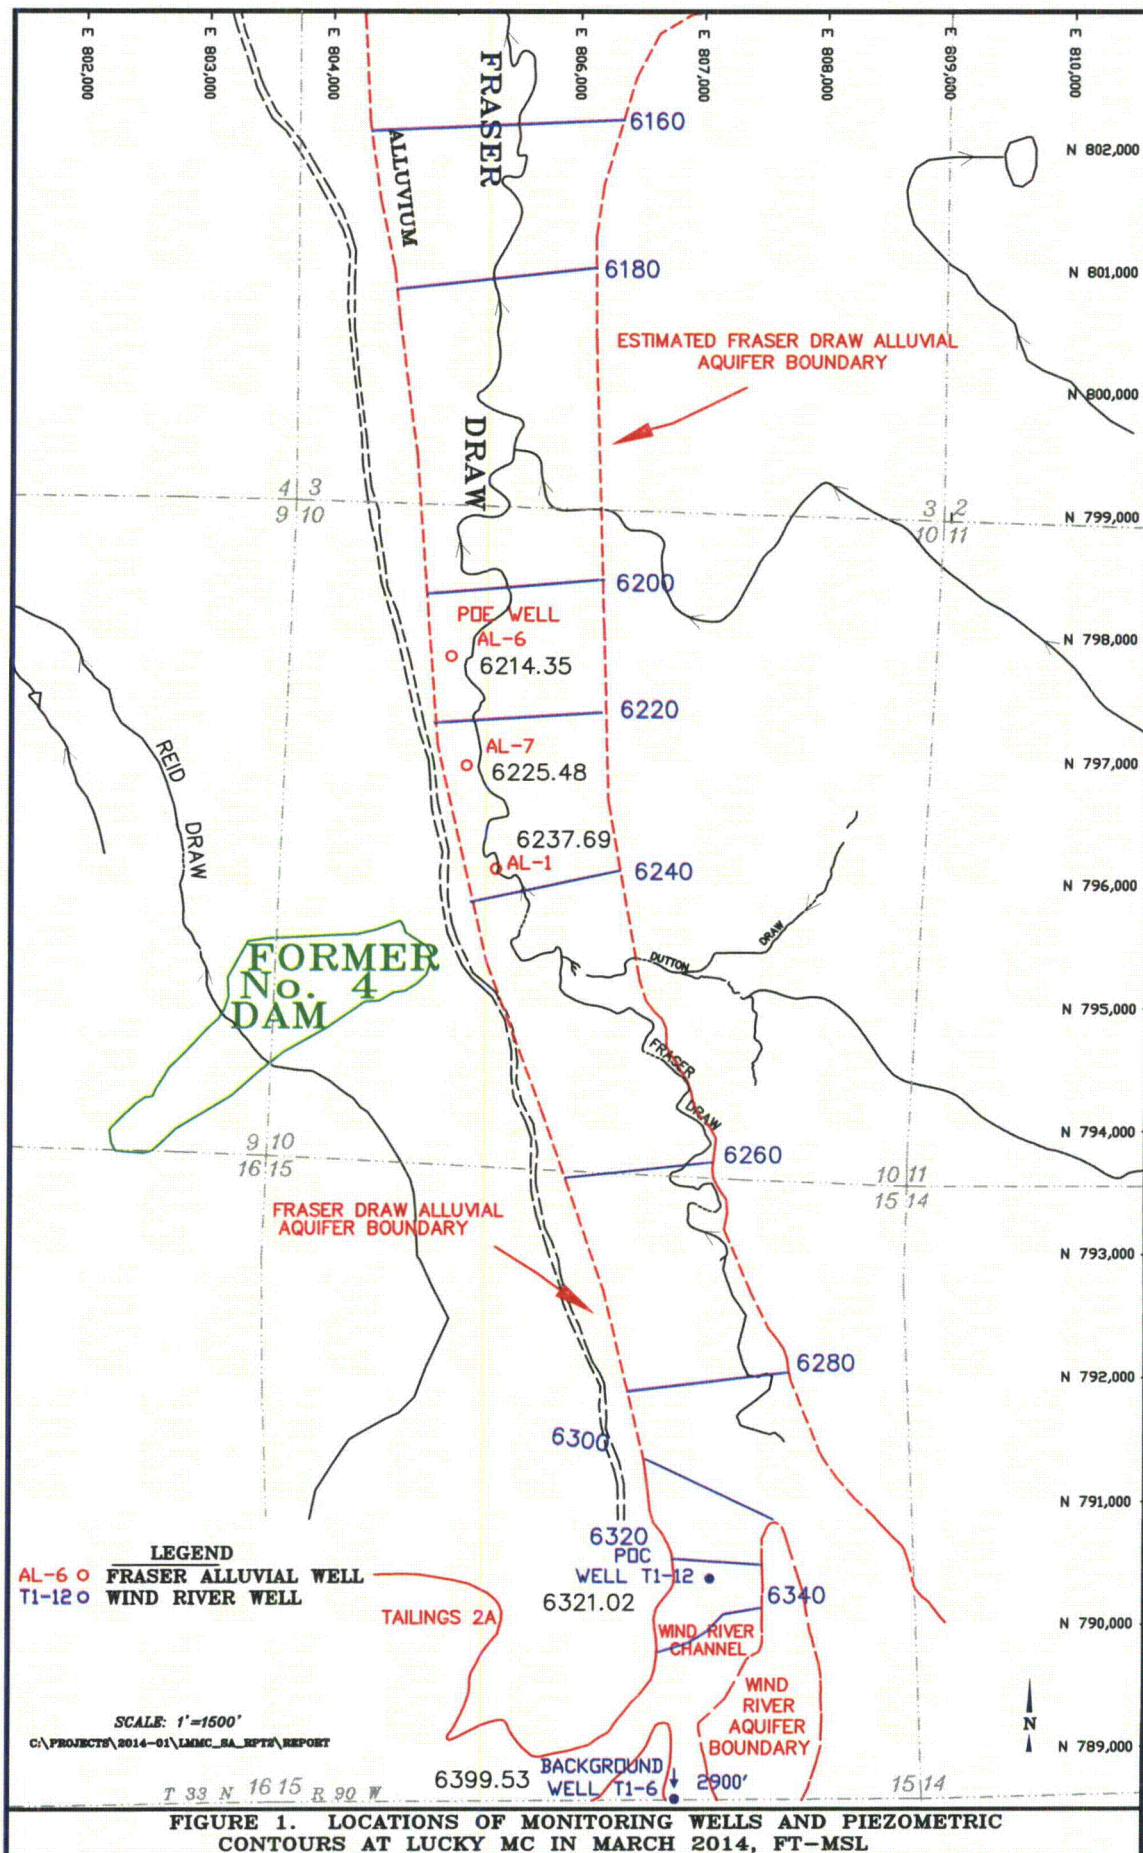 E 802,000
E 803,000
E 804,000
E 806,000
E 807,000
E 808,000
E 809,000
E 810,000
FRASER
6160
ALLUVIUM
N 802,000
6180
N 801,000
ESTIMATED FRASER DRAW ALLUVIAL
AQUIFER BOUNDARY
N 800,000
DRAW
4 3
9 10
3 2
10 11
N 799,000
6200
POE WELL
AL-6
6214.35
N 798,000
6220
AL-7
6225.48
N 797,000
REID
DRAW
6237.69
AL-1
6240
N 796,000
DRAW
DUTTON
FORMER
No. 4
DAM
N 795,000
FRASER
DRAW
N 794,000
9 10
16 15
6260
10 11
15 14
FRASER DRAW ALLUVIAL
AQUIFER BOUNDARY
N 793,000
6280
N 792,000
6300
N 791,000
6320
POC
WELL T1-12
6321.02
6340
LEGEND
AL-6 FRASER ALLUVIAL WELL
T1-12 WIND RIVER WELL
TAILINGS 2A
N 790,000
WIND RIVER
CHANNEL
WIND
RIVER
AQUIFER
BOUNDARY
N
SCALE: 1"=1500'
C:\PROJECTS\2014-01\LMMC_SA_RPT2\REPORT
N 789,000
6399.53
BACKGROUND
WELL T1-6
2900'
T 33 N 16 15 R 90 W
15 14
FIGURE 1. LOCATIONS OF MONITORING WELLS AND PIEZOMETRIC
CONTOURS AT LUCKY MC IN MARCH 2014, FT-MSL